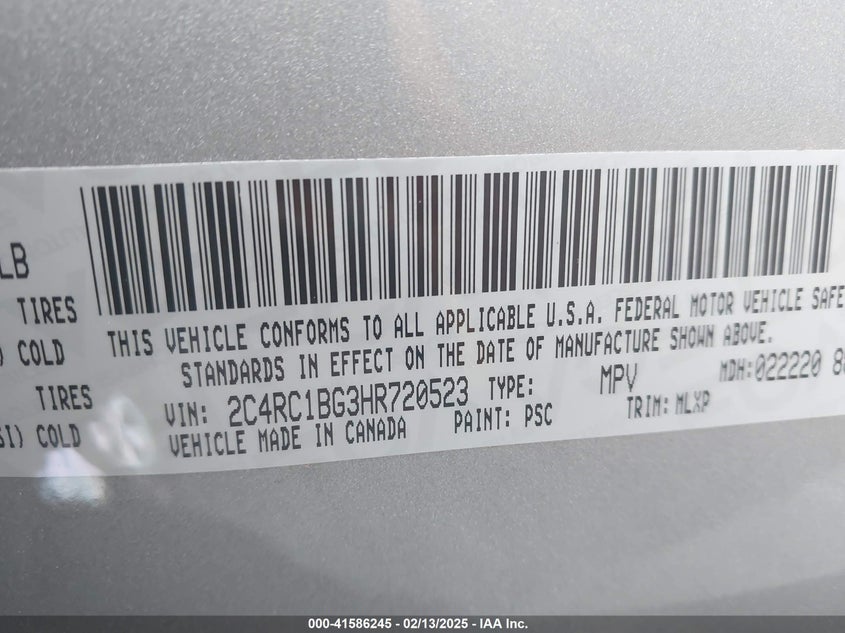 LB
TIRES
) COLD
TIRES
SI) COLD
THIS VEHICLE CONFORMS TO ALL APPLICABLE U.S.A. FEDERAL MOTOR VEHICLE SAFE
STANDARDS IN EFFECT ON THE DATE OF MANUFACTURE SHOWN ABOVE.
VIN: 2C4RC1BG3HR720523 TYPE: MPV MDH:022220 8
VEHICLE MADE IN CANADA PAINT: PSC TRIM: MLXP
000-41586245 - 02/13/2025 - IAA Inc.